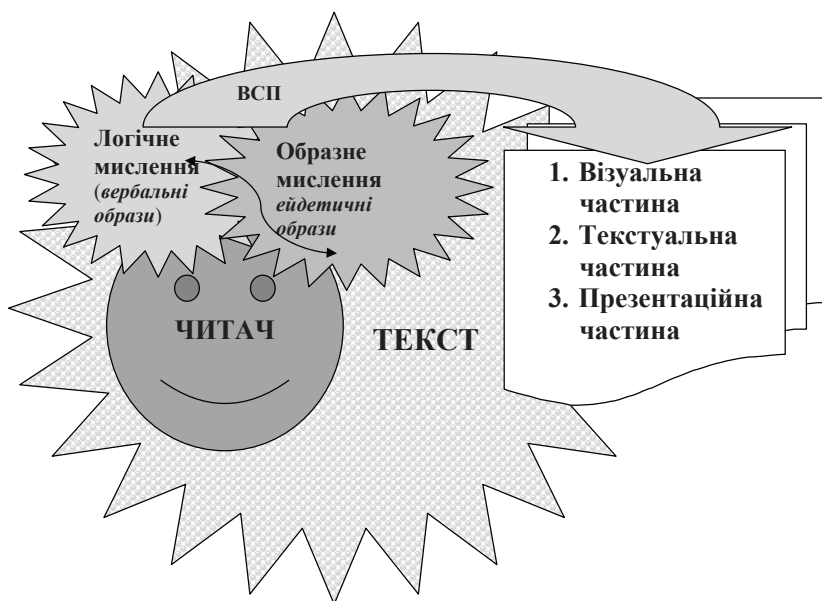 ВСП
Логічне
мислення
(вербальні
образи)
Образне
мислення
ейдетичні
образи
ЧИТАЧ
ТЕКСТ
1. Візуальна
частина
2. Текстуальна
частина
3. Презентаційна
частина